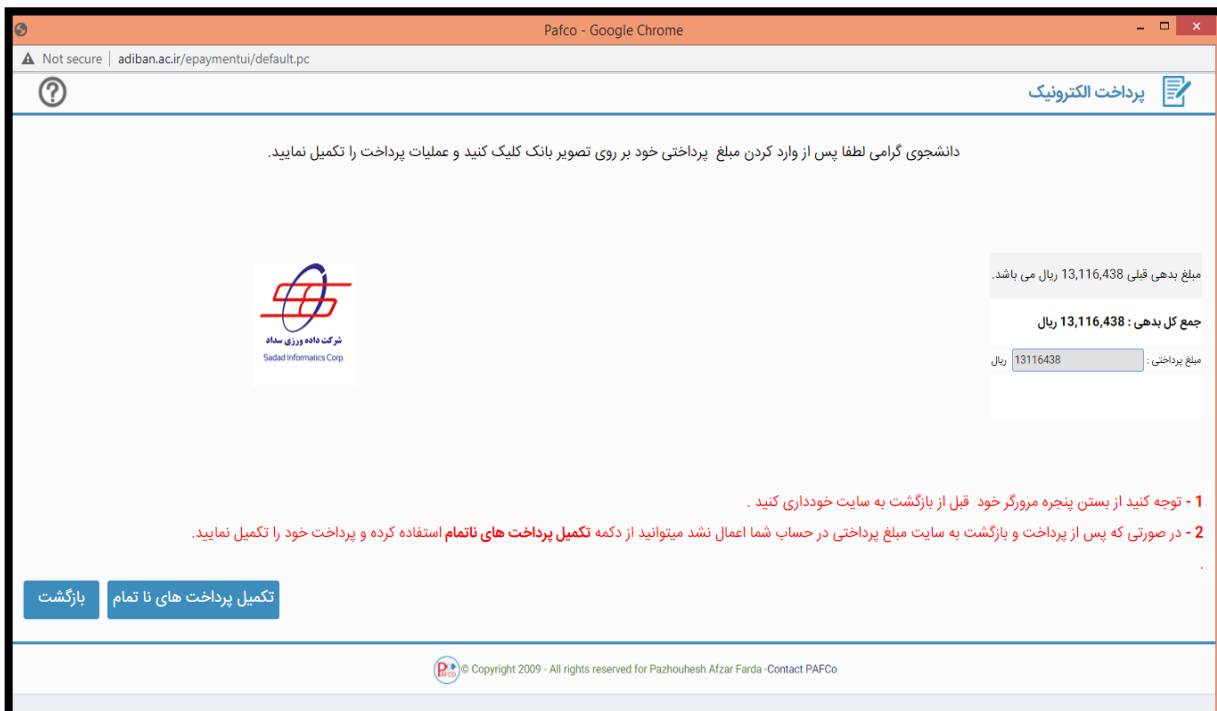 Pafco - Google Chrome
Not secure | adiban.ac.ir/epaymentui/default.pc
پرداخت الکترونیک
دانشجوی گرامی لطفا پس از وارد کردن مبلغ پرداختی خود بر روی تصویر بانک کلیک کنید و عملیات پرداخت را تکمیل نمایید.
مبلغ بدهی قبلی 13,116,438 ریال می باشد.
جمع کل بدهی : 13,116,438 ریال
مبلغ پرداختی : 13116438 ریال
شرکت داده ورزی سداد
Sadad Informatics Corp.
1 - توجه کنید از بستن پنجره مرورگر خود قبل از بازگشت به سایت خودداری کنید .
2 - در صورتی که پس از پرداخت و بازگشت به سایت مبلغ پرداختی در حساب شما اعمال نشد میتوانید از دکمه تکمیل پرداخت های ناتمام استفاده کرده و پرداخت خود را تکمیل نمایید.
.
تکمیل پرداخت های نا تمام
بازگشت
PAFCO © Copyright 2009 - All rights reserved for Pazhouhesh Afzar Farda -Contact PAFCo